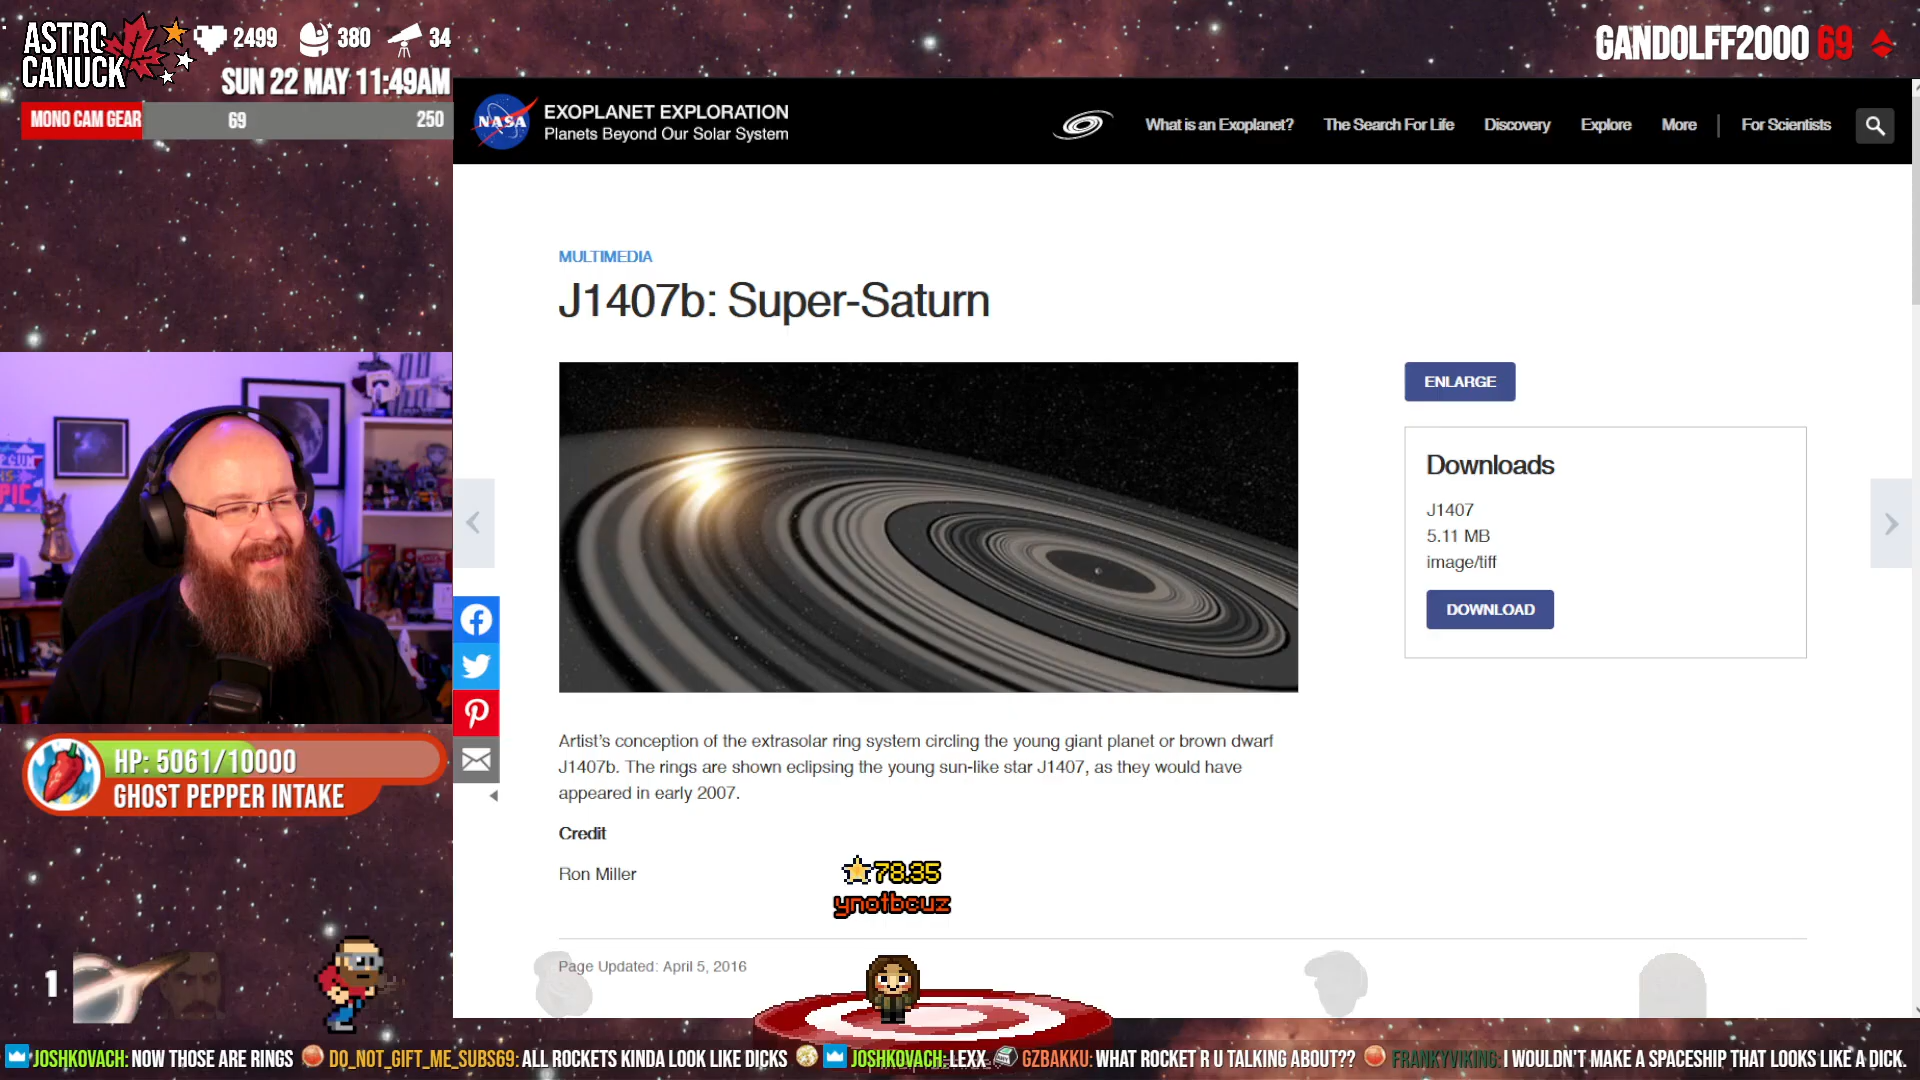 ASTRO
CANUCK
2499
380
34
SUN 22 MAY 11:49AM
MONO CAM GEAR
69
250
GANDOLFF2000 69
NASA
EXOPLANET EXPLORATION
Planets Beyond Our Solar System
What is an Exoplanet?
The Search For Life
Discovery
Explore
More
For Scientists
MULTIMEDIA
J1407b: Super-Saturn
ENLARGE
Downloads
J1407
5.11 MB
image/tiff
DOWNLOAD
Artist's conception of the extrasolar ring system circling the young giant planet or brown dwarf
J1407b. The rings are shown eclipsing the young sun-like star J1407, as they would have
appeared in early 2007.
Credit
Ron Miller
HP: 5061/10000
GHOST PEPPER INTAKE
78.35
ynotbcuz
Page Updated: April 5, 2016
1
JOSHKOVACH: NOW THOSE ARE RINGS
DO_NOT_GIFT_ME_SUBS69: ALL ROCKETS KINDA LOOK LIKE DICKS
JOSHKOVACH: LEXX
GZBAKKU: WHAT ROCKET R U TALKING ABOUT??
FRANKYVIKING: I WOULDN'T MAKE A SPACESHIP THAT LOOKS LIKE A DICK.